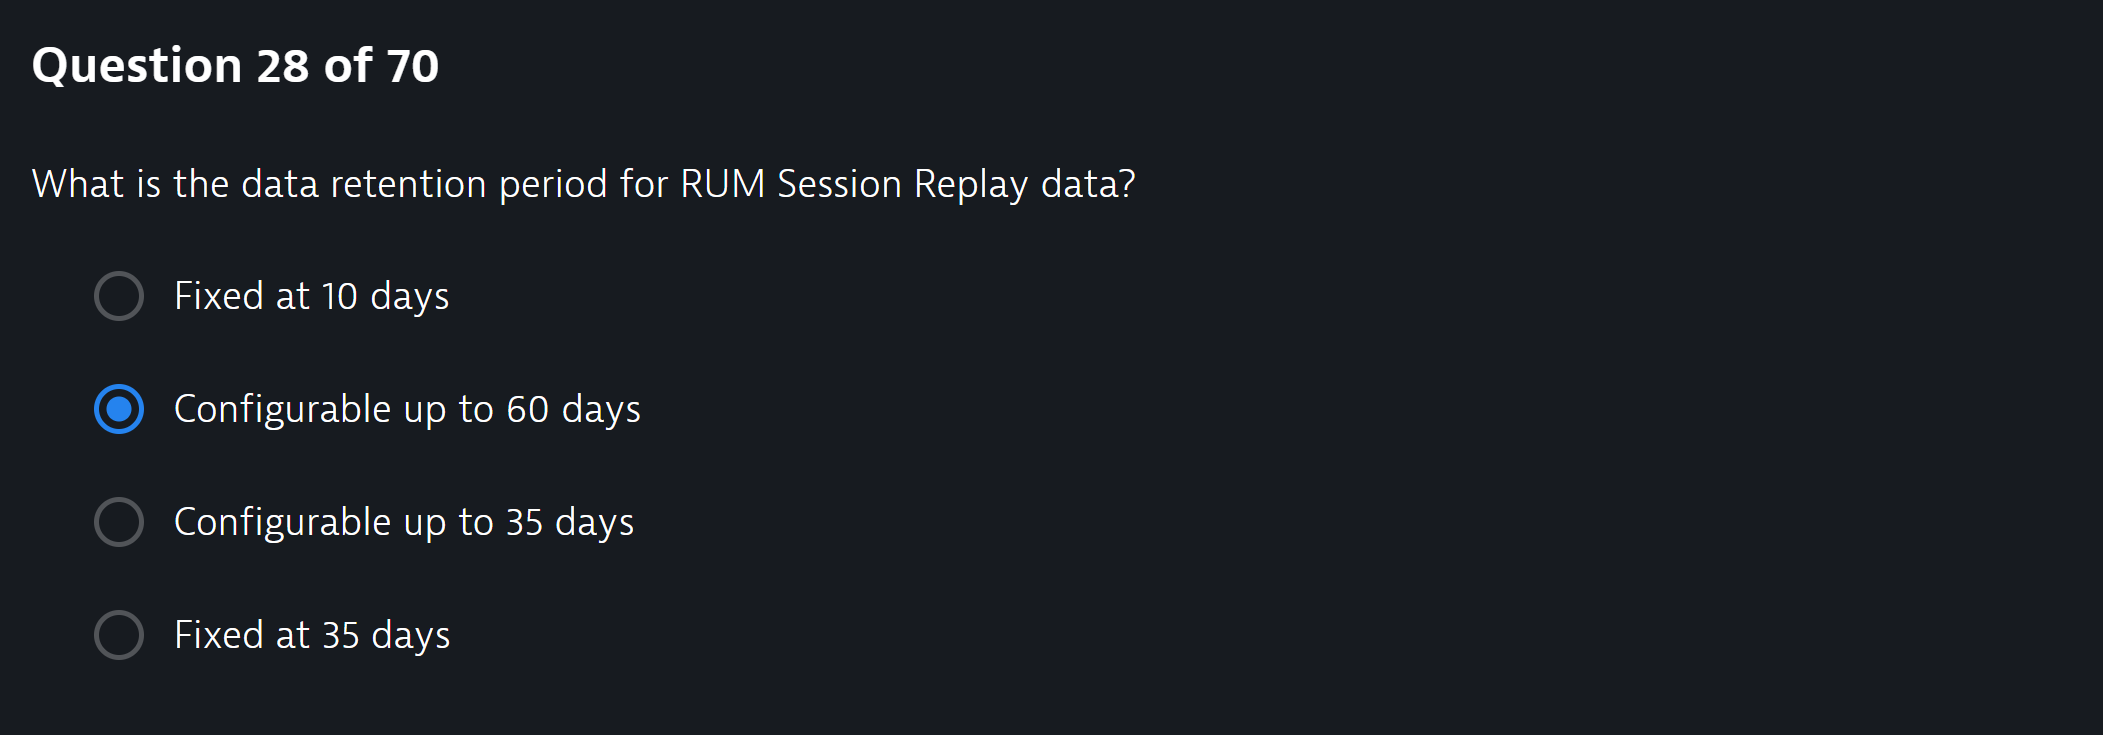 Question 28 of 70
What is the data retention period for RUM Session Replay data?
Fixed at 10 days
Configurable up to 60 days
Configurable up to 35 days
Fixed at 35 days